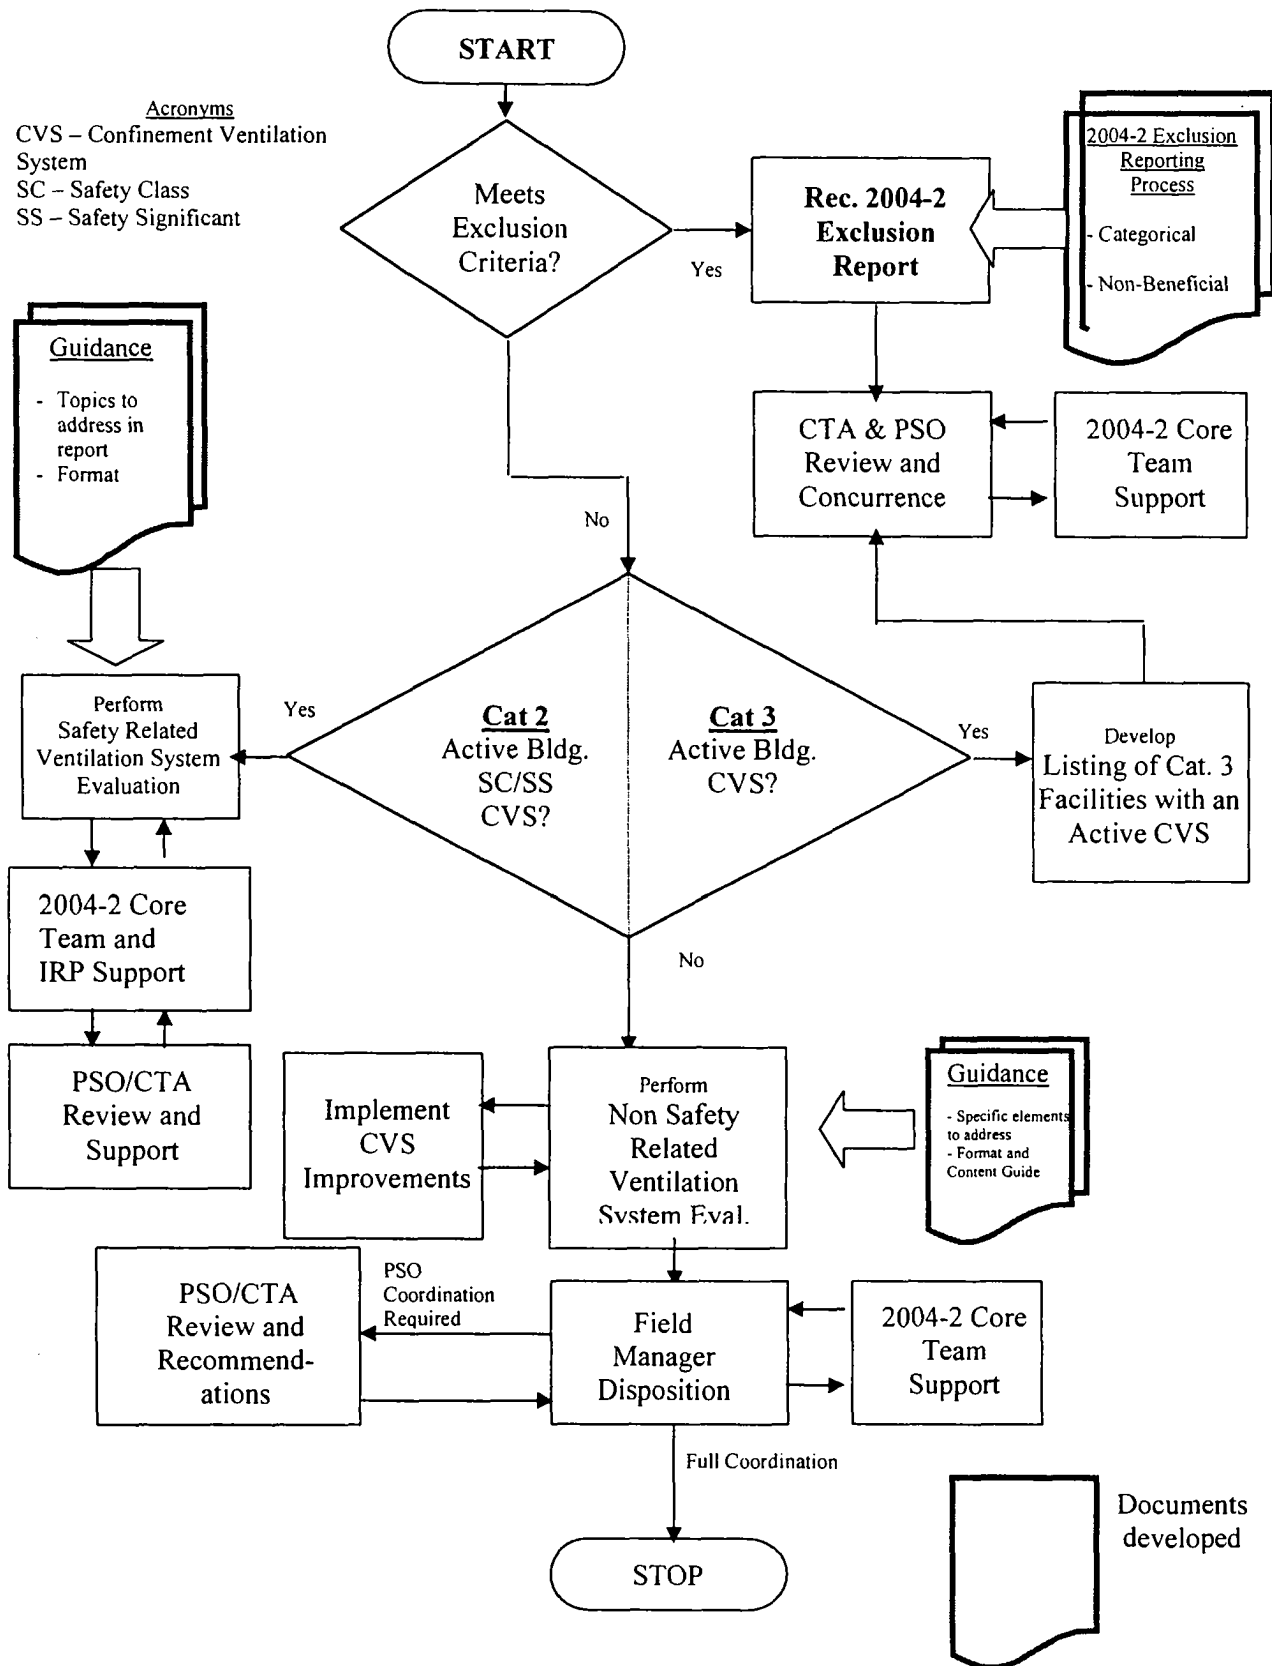 START
Acronyms
CVS – Confinement Ventilation
System
SC – Safety Class
SS – Safety Significant
Meets
Exclusion
Criteria?
Yes
Rec. 2004-2
Exclusion
Report
2004-2 Exclusion
Reporting
Process
- Categorical
- Non-Beneficial
Guidance
- Topics to
address in
report
- Format
CTA & PSO
Review and
Concurrence
2004-2 Core
Team
Support
No
Perform
Safety Related
Ventilation System
Evaluation
Yes
Cat 2
Active Bldg.
SC/SS
CVS?
Cat 3
Active Bldg.
CVS?
Yes
Develop
Listing of Cat. 3
Facilities with an
Active CVS
2004-2 Core
Team and
IRP Support
No
PSO/CTA
Review and
Support
Implement
CVS
Improvements
Perform
Non Safety
Related
Ventilation
System Eval.
Guidance
- Specific elements
to address
- Format and
Content Guide
PSO/CTA
Review and
Recommend-
ations
PSO
Coordination
Required
Field
Manager
Disposition
2004-2 Core
Team
Support
Full Coordination
STOP
Documents
developed